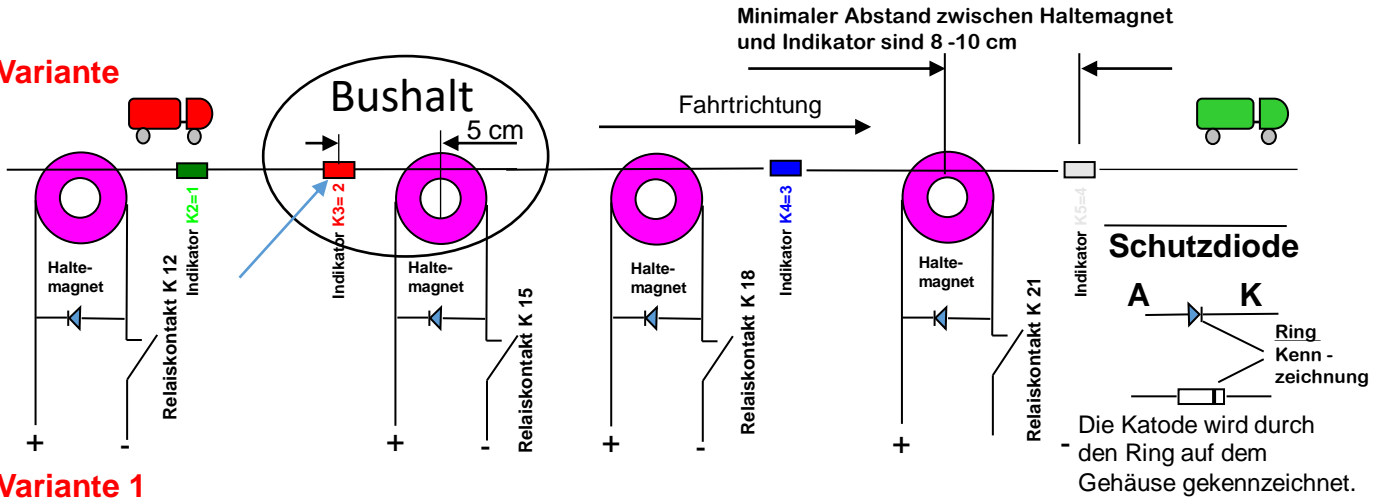 Minimaler Abstand zwischen Haltemagnet
und Indikator sind 8 -10 cm
Variante
Bushalt
5 cm
Fahrtrichtung
Indikator K2=1
Indikator K3= 2
Indikator K4=3
Indikator K5=4
Halte-
magnet
Relaiskontakt K 12
Halte-
magnet
Relaiskontakt K 15
Halte-
magnet
Relaiskontakt K 18
Halte-
magnet
Relaiskontakt K 21
+ -
+ -
+ -
+ -
Schutzdiode
A K
Ring
Kenn -
zeichnung
Die Katode wird durch
den Ring auf dem
Gehäuse gekennzeichnet.
Variante 1